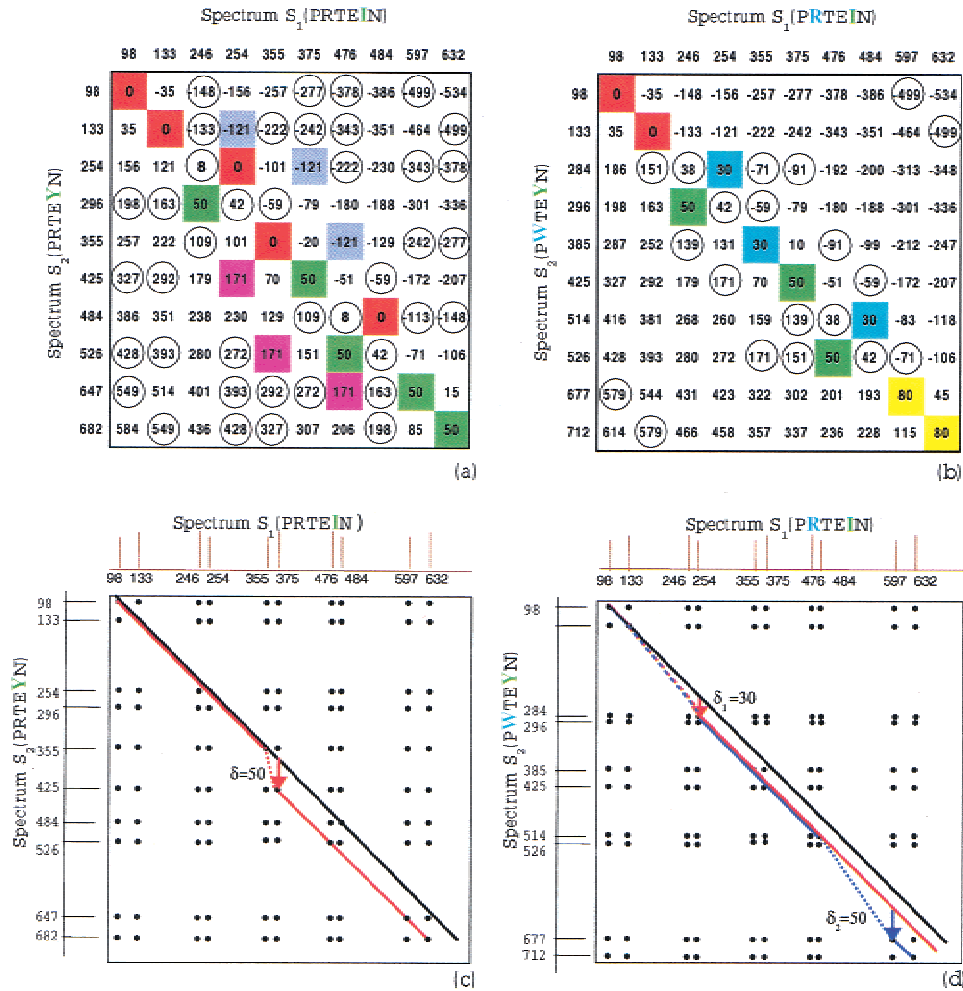 Spectrum S1(PRTEIN)
98 133 246 254 355 375 476 484 597 632
Spectrum S2(PRTEYN)
98 0 -35 -148 -156 -257 -277 -378 -386 -499 -534
133 35 0 -133 -121 -222 -242 -343 -351 -464 -499
254 156 121 8 0 -101 -121 -222 -230 -343 -378
296 198 163 50 42 -59 -79 -180 -188 -301 -336
355 257 222 109 101 0 -20 -121 -129 -242 -277
425 327 292 179 171 70 50 -51 -59 -172 -207
484 386 351 238 230 129 109 8 0 -113 -148
526 428 393 280 272 171 151 50 42 -71 -106
647 549 514 401 393 292 272 171 163 50 15
682 584 549 436 428 327 307 206 198 85 50
(a)
Spectrum S1(PRTEIN)
98 133 246 254 355 375 476 484 597 632
Spectrum S2(PWTEYN)
98 0 -35 -148 -156 -257 -277 -378 -386 -499 -534
133 35 0 -133 -121 -222 -242 -343 -351 -464 -499
284 186 151 38 30 -71 -91 -192 -200 -313 -348
296 198 163 50 42 -59 -79 -180 -188 -301 -336
385 287 252 139 131 30 10 -91 -99 -212 -247
425 327 292 179 171 70 50 -51 -59 -172 -207
514 416 381 268 260 159 139 38 30 -83 -118
526 428 393 280 272 171 151 50 42 -71 -106
677 579 544 431 423 322 302 201 193 80 45
712 614 579 466 458 357 337 236 228 115 80
(b)
Spectrum S1(PRTEIN)
98 133 246 254 355 375 476 484 597 632
Spectrum S2(PRTEYN)
98
133
254
296
355
δ=50
425
484
526
647
682
(c)
Spectrum S1(PRTEIN)
98 133 246 254 355 375 476 484 597 632
Spectrum S2(PWTEYN)
98
δ1=30
284
296
385
425
514
526
δ2=50
677
712
(d)